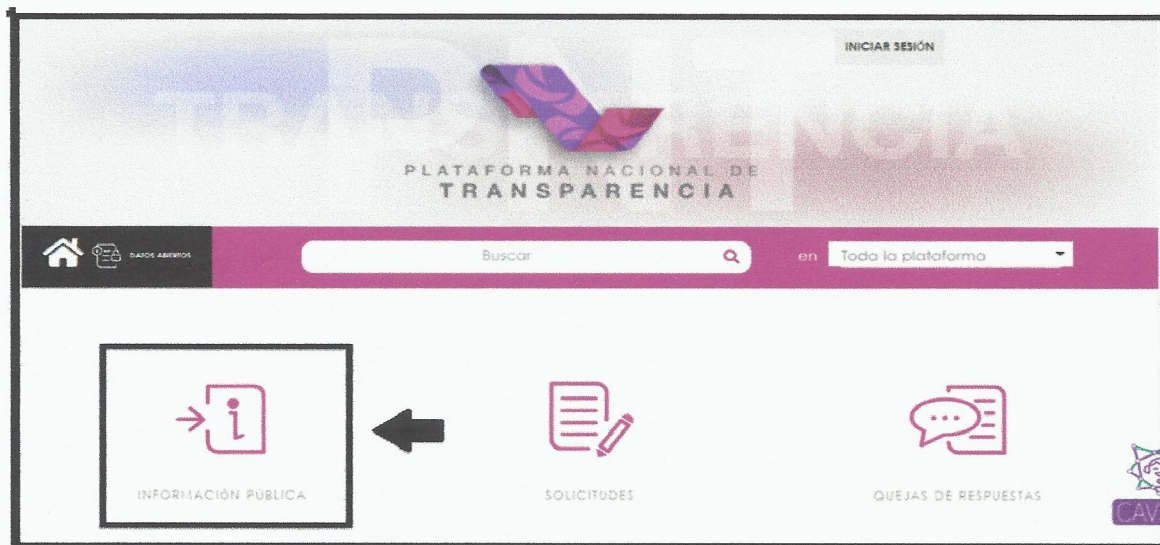 INICIAR SESIÓN
PLATAFORMA NACIONAL DE
TRANSPARENCIA
DATOS ABIERTOS
Buscar
en
Toda la plataforma
INFORMACIÓN PÚBLICA
SOLICITUDES
QUEJAS DE RESPUESTAS
CAV